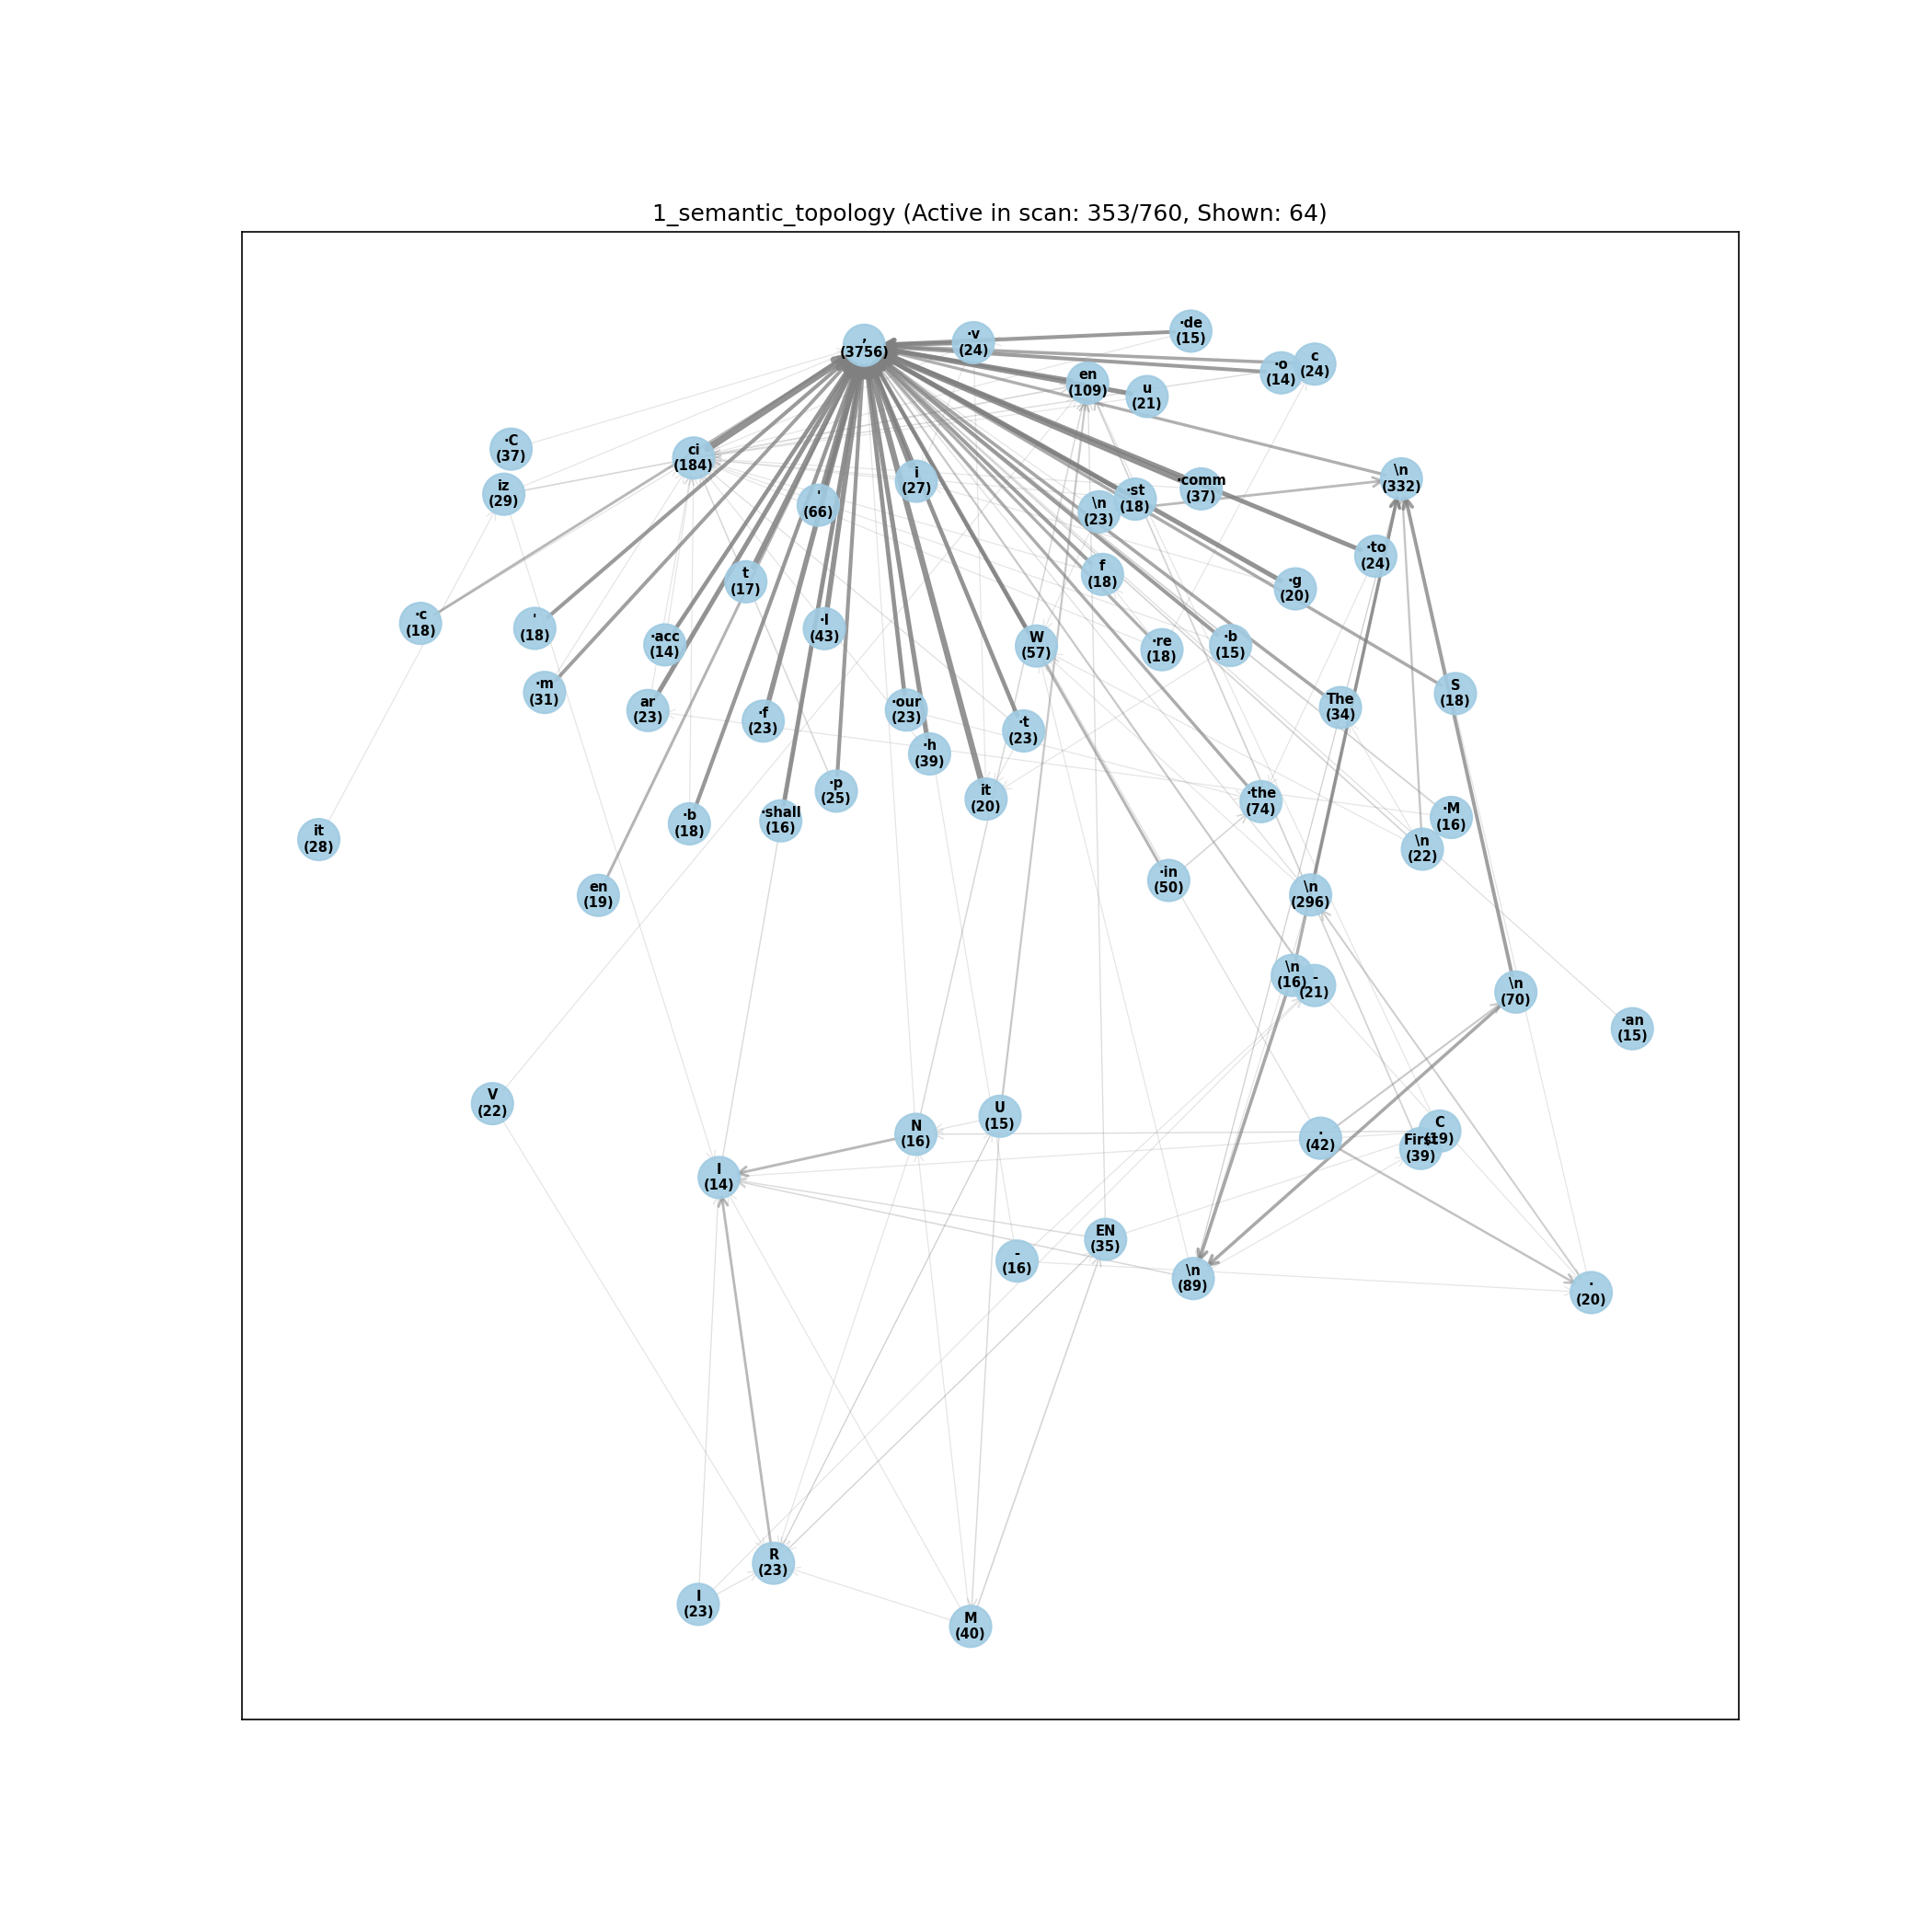 1_semantic_topology (Active in scan: 353/760, Shown: 64)
·de
(15)
,
(3756)
·v
(24)
·o
(14)
c
(24)
en
(109)
u
(21)
·C
(37)
ci
(184)
iz
(29)
i
(27)
'
(66)
·comm
(37)
·st
(18)
\n
(23)
\n
(332)
·to
(24)
t
(17)
f
(18)
·g
(20)
·c
(18)
'
(18)
·acc
(14)
(43)
W
(57)
·re
(18)
·b
(15)
·m
(31)
ar
(23)
·f
(23)
·our
(23)
·t
(23)
The
(34)
S
(18)
·h
(39)
·p
(25)
it
(20)
·the
(74)
·M
(16)
·b
(18)
·shall
(16)
it
(28)
\n
(22)
en
(19)
·in
(50)
\n
(296)
\n
(16)
-
(21)
\n
(70)
·an
(15)
V
(22)
N
(16)
U
(15)
.
(42)
C
(19)
First
(39)
I
(14)
EN
(35)
-
(16)
\n
(89)
(20)
R
(23)
I
(23)
M
(40)